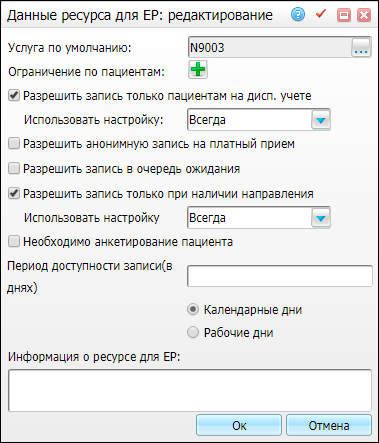 Данные ресурса для ЕР: редактирование
Услуга по умолчанию: N9003 ...
Ограничение по пациентам:
Разрешить запись только пациентам на дисп. учете
Использовать настройку: Всегда
Разрешить анонимную запись на платный прием
Разрешить запись в очередь ожидания
Разрешить запись только при наличии направления
Использовать настройку Всегда
Необходимо анкетирование пациента
Период доступности записи(в
днях)
Календарные дни
Рабочие дни
Информация о ресурсе для ЕР:
Ок Отмена